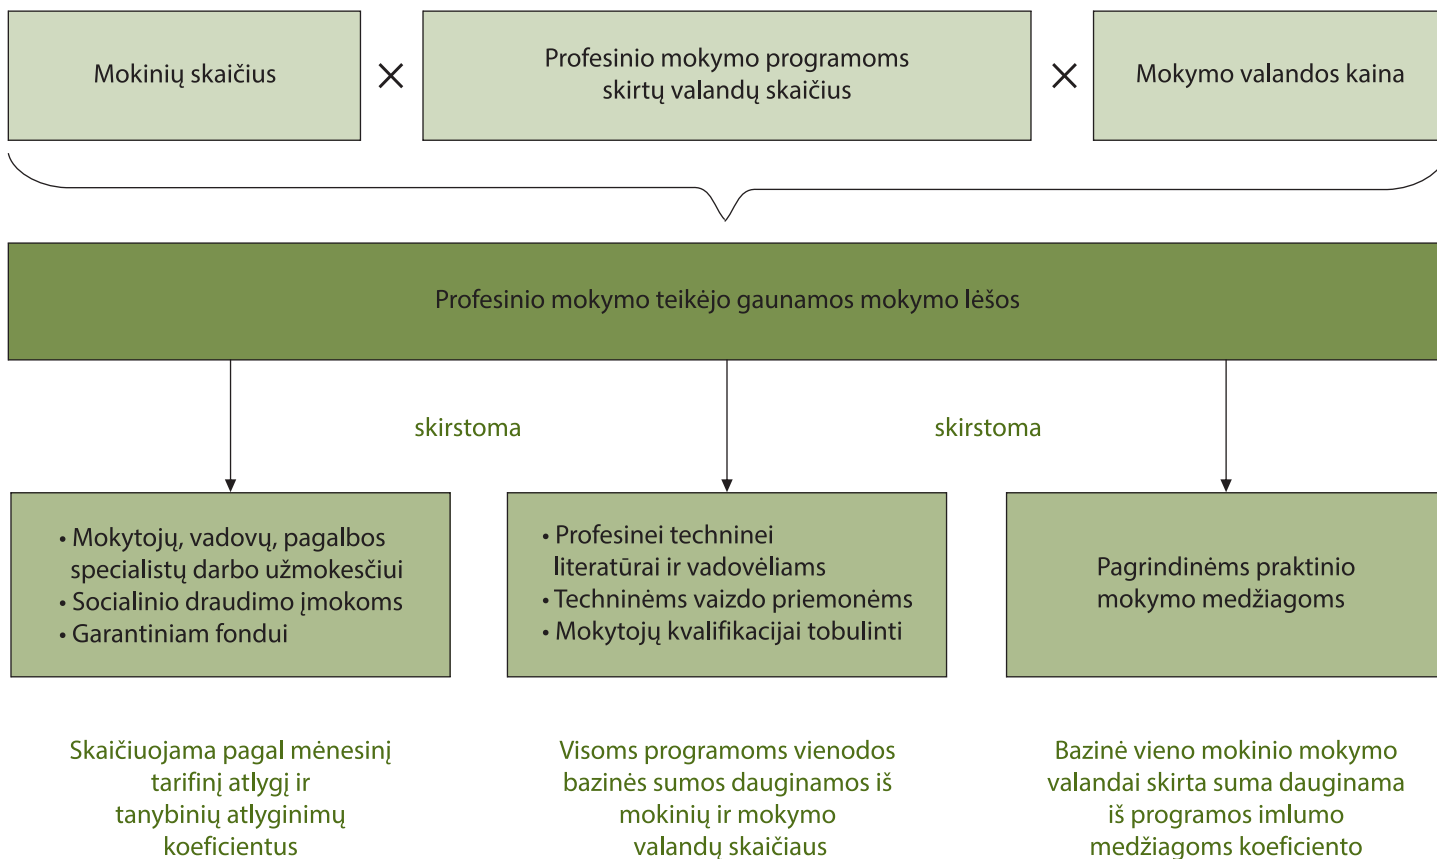 Mokinių skaičius
×
Profesinio mokymo programoms
skirtų valandų skaičius
×
Mokymo valandos kaina
Profesinio mokymo teikėjo gaunamos mokymo lėšos
skirstoma
skirstoma
• Mokytojų, vadovų, pagalbos
specialistų darbo užmokesčiui
• Socialinio draudimo įmokoms
• Garantiniam fondui
• Profesinei techninei
literatūrai ir vadovėliams
• Techninėms vaizdo priemonėms
• Mokytojų kvalifikacijai tobulinti
Pagrindinėms praktinio
mokymo medžiagoms
Skaičiuojama pagal mėnesinį
tarifinį atlygį ir
tanybinių atlyginimų
koeficientus
Visoms programoms vienodos
bazinės sumos dauginamos iš
mokinių ir mokymo
valandų skaičiaus
Bazinė vieno mokinio mokymo
valandai skirta suma dauginama
iš programos imlumo
medžiagoms koeficiento